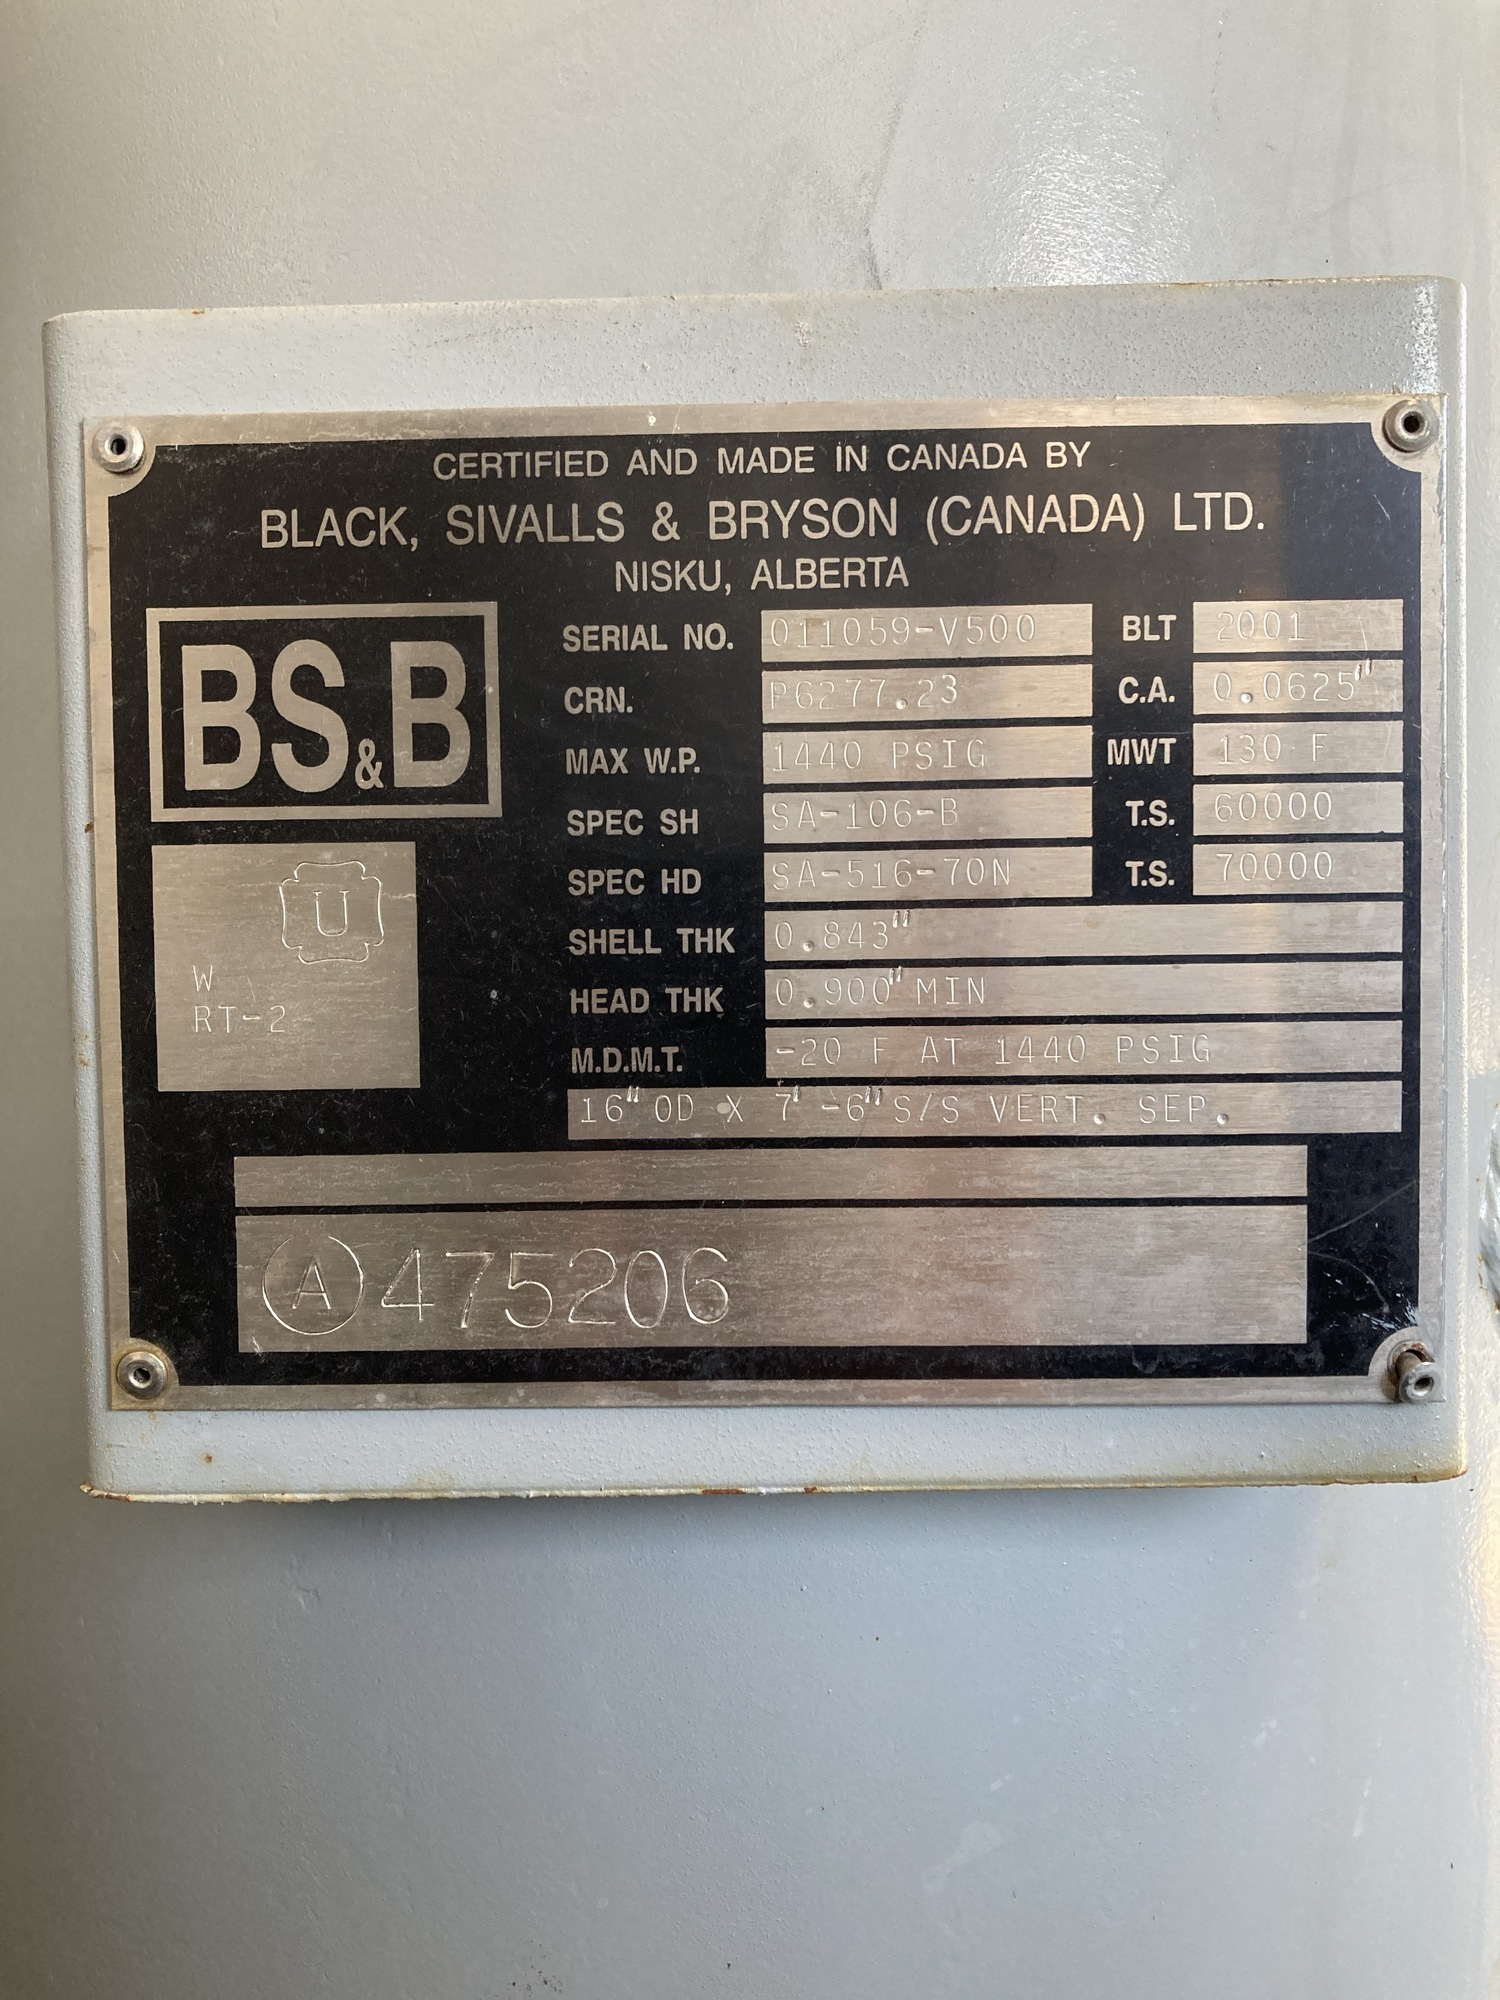 CERTIFIED AND MADE IN CANADA BY
BLACK, SIVALLS & BRYSON (CANADA) LTD.
NISKU, ALBERTA
BS&B
SERIAL NO. 011059-V500 BLT 2001
CRN. P6277.23 C.A. 0.0625"
MAX W.P. 1440 PSIG MWT 130 F
SPEC SH SA-106-B T.S. 60000
SPEC HD SA-516-70N T.S. 70000
SHELL THK 0.843"
HEAD THK 0.900" MIN
M.D.M.T. -20 F AT 1440 PSIG
16" OD X 7'-6" S/S VERT. SEP.
U
W
RT-2
A 475206